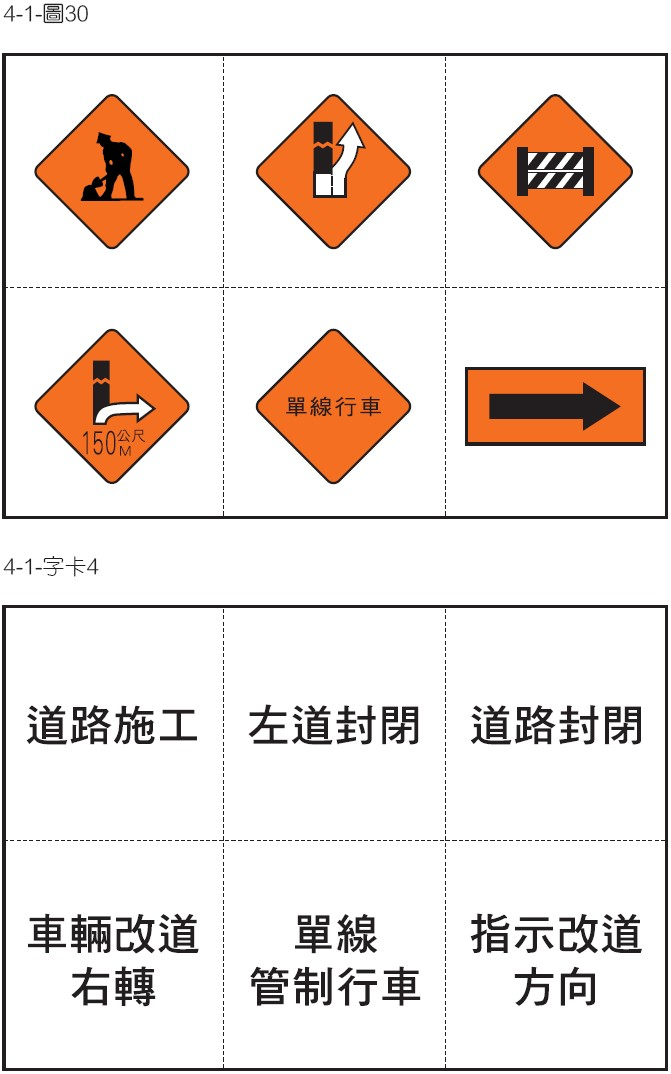 4-1-圖30
150公尺
M
單線行車
4-1-字卡4
道路施工
左道封閉
道路封閉
車輛改道
右轉
單線
管制行車
指示改道
方向